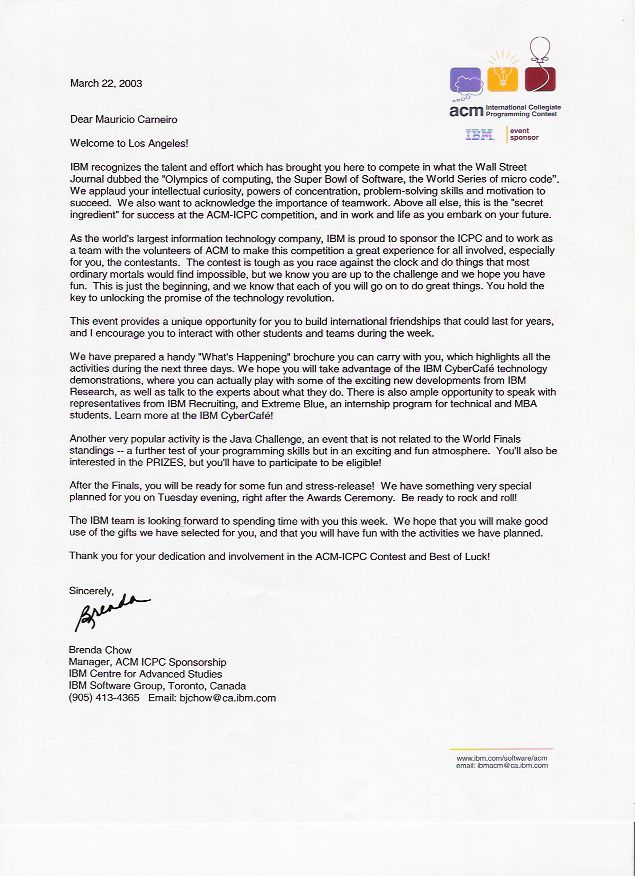 March 22, 2003
acm International Collegiate
Programming Contest
IBM event
sponsor
Dear Mauricio Carneiro
Welcome to Los Angeles!
IBM recognizes the talent and effort which has brought you here to compete in what the Wall Street
Journal dubbed the "Olympics of computing, the Super Bowl of Software, the World Series of micro code".
We applaud your intellectual curiosity, powers of concentration, problem-solving skills and motivation to
succeed. We also want to acknowledge the importance of teamwork. Above all else, this is the "secret
ingredient" for success at the ACM-ICPC competition, and in work and life as you embark on your future.
As the world's largest information technology company, IBM is proud to sponsor the ICPC and to work as
a team with the volunteers of ACM to make this competition a great experience for all involved, especially
for you, the contestants. The contest is tough as you race against the clock and do things that most
ordinary mortals would find impossible, but we know you are up to the challenge and we hope you have
fun. This is just the beginning, and we know that each of you will go on to do great things. You hold the
key to unlocking the promise of the technology revolution.
This event provides a unique opportunity for you to build international friendships that could last for years,
and I encourage you to interact with other students and teams during the week.
We have prepared a handy "What's Happening" brochure you can carry with you, which highlights all the
activities during the next three days. We hope you will take advantage of the IBM CyberCafé technology
demonstrations, where you can actually play with some of the exciting new developments from IBM
Research, as well as talk to the experts about what they do. There is also ample opportunity to speak with
representatives from IBM Recruiting, and Extreme Blue, an internship program for technical and MBA
students. Learn more at the IBM CyberCafé!
Another very popular activity is the Java Challenge, an event that is not related to the World Finals
standings -- a further test of your programming skills but in an exciting and fun atmosphere. You'll also be
interested in the PRIZES, but you'll have to participate to be eligible!
After the Finals, you will be ready for some fun and stress-release! We have something very special
planned for you on Tuesday evening, right after the Awards Ceremony. Be ready to rock and roll!
The IBM team is looking forward to spending time with you this week. We hope that you will make good
use of the gifts we have selected for you, and that you will have fun with the activities we have planned.
Thank you for your dedication and involvement in the ACM-ICPC Contest and Best of Luck!
Sincerely,
Brenda
Brenda Chow
Manager, ACM ICPC Sponsorship
IBM Centre for Advanced Studies
IBM Software Group, Toronto, Canada
(905) 413-4365 Email: bjchow@ca.ibm.com
www.ibm.com/software/acm
email: ibmacm@ca.ibm.com